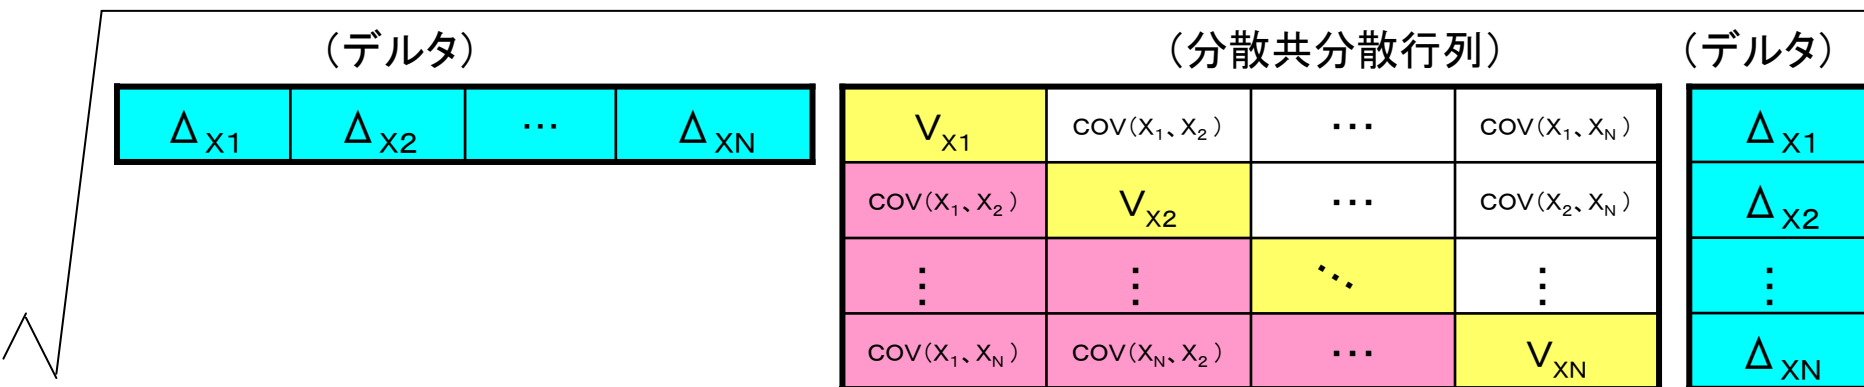 (デルタ) (分散共分散行列) (デルタ)
ΔX1 ΔX2 ⋯ ΔXN VX1 COV(X1、X2) ⋯ COV(X1、XN) ΔX1
COV(X1、X2) VX2 ⋯ COV(X2、XN) ΔX2
⋮ ⋮ ⋱ ⋮ ⋮
COV(X1、XN) COV(XN、X2) ⋯ VXN ΔXN